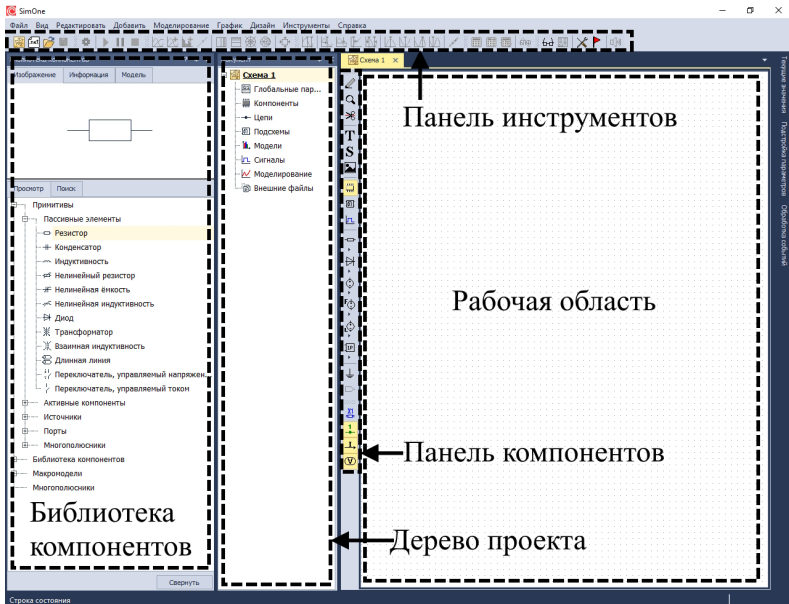 SimOne
Файл Вид Редактировать Добавить Моделирование График Дизайн Инструменты Справка
Изображение Информация Модель
Просмотр Поиск
Примитивы
Пассивные элементы
Резистор
Конденсатор
Индуктивность
Нелинейный резистор
Нелинейная ёмкость
Нелинейная индуктивность
Диод
Трансформатор
Взаимная индуктивность
Длинная линия
Переключатель, управляемый напряжен...
Переключатель, управляемый током
Активные компоненты
Источники
Порты
Многополюсники
Библиотека компонентов
Макромодели
Многополюсники
Библиотека
компонентов
Свернуть
Схема 1
Глобальные пар...
Компоненты
Цепи
Подсхемы
Модели
Сигналы
Моделирование
Внешние файлы
Схема 1
T
S
Панель инструментов
Рабочая область
Панель компонентов
Дерево проекта
Текущие значения
Подстройка параметров
Обработка событий
Строка состояния